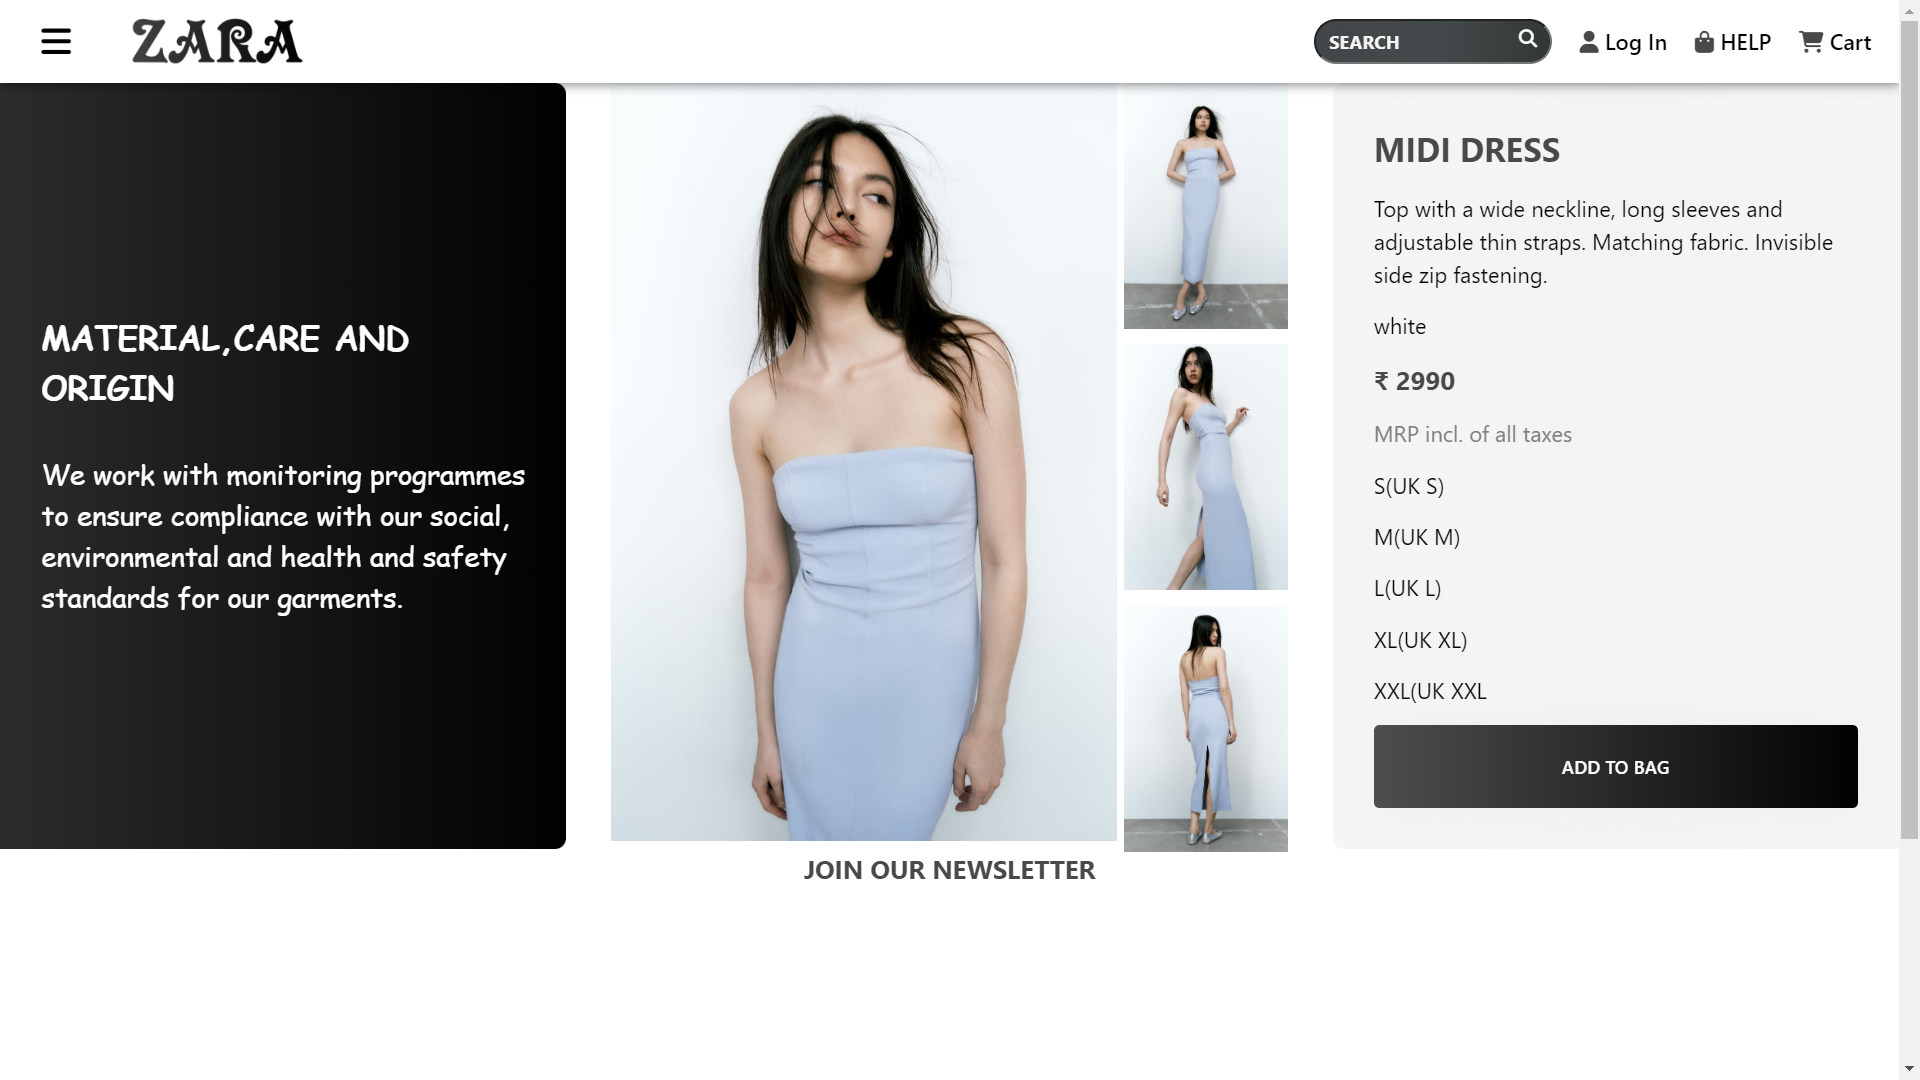 ZARA
SEARCH
Log In
HELP
Cart
MATERIAL,CARE AND
ORIGIN
We work with monitoring programmes
to ensure compliance with our social,
environmental and health and safety
standards for our garments.
MIDI DRESS
Top with a wide neckline, long sleeves and
adjustable thin straps. Matching fabric. Invisible
side zip fastening.
white
₹ 2990
MRP incl. of all taxes
S(UK S)
M(UK M)
L(UK L)
XL(UK XL)
XXL(UK XXL
ADD TO BAG
JOIN OUR NEWSLETTER